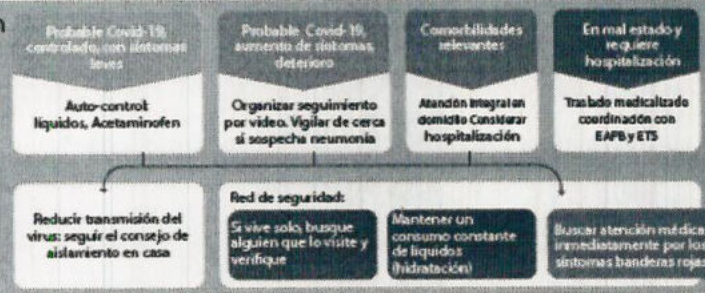 Probable Covid-19,
controlado, con síntomas
leves
Auto-control:
líquidos, Acetaminofen
Probable Covid-19,
aumento de síntomas,
deterioro
Organizar seguimiento
por video. Vigilar de cerca
si sospecha neumonía
Comorbilidades
relevantes
Atención Integral en
domicilio Considerar
hospitalización
En mal estado y
requiere
hospitalización
Traslado medicalizado
coordinación con
EAPB y ETS
Reducir transmisión del
virus: seguir el consejo de
aislamiento en casa
Red de seguridad:
Si vive solo, busque
alguien que lo visite y
verifique
Mantener un
consumo constante
de líquidos
(hidratación)
Buscar atención médica
inmediatamente por los
síntomas banderas rojas